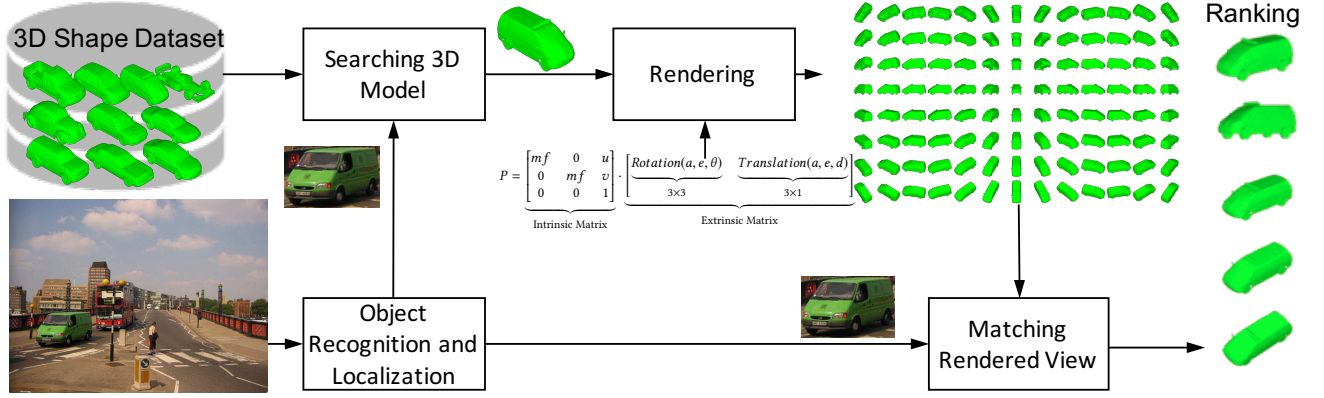 3D Shape Dataset
Searching 3D
Model
Rendering
Ranking
P = [mf 0 u
0 mf v
0 0 1] · [Rotation(a, e, θ) Translation(a, e, d)]
3×3 3×1
Intrinsic Matrix Extrinsic Matrix
Object
Recognition and
Localization
Matching
Rendered View